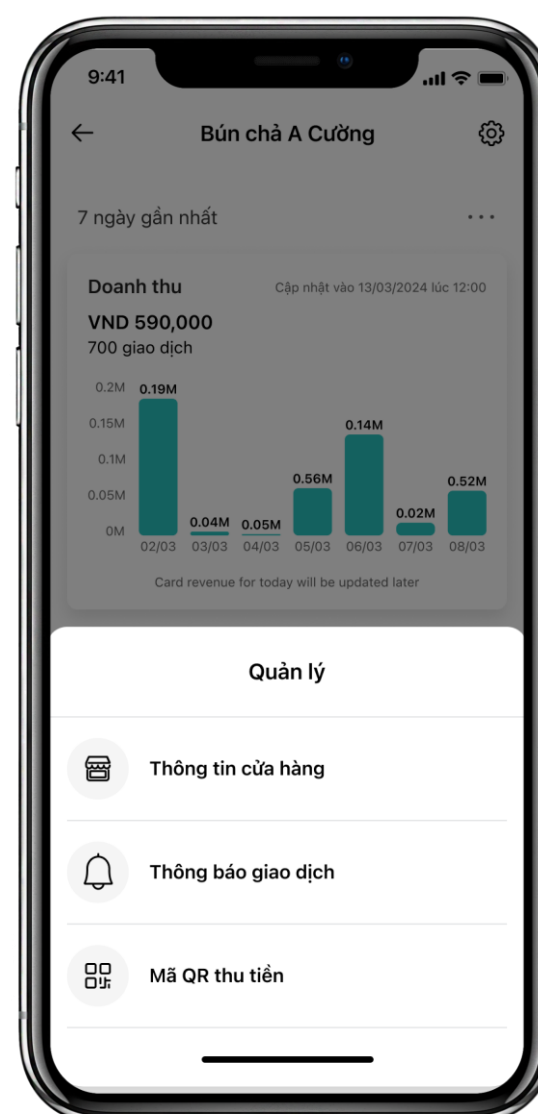 9:41
Bún chả A Cường
7 ngày gần nhất
Doanh thu
Cập nhật vào 13/03/2024 lúc 12:00
VND 590,000
700 giao dịch
0.2M
0.15M
0.1M
0.05M
0M
0.19M
0.04M
0.05M
0.56M
0.14M
0.02M
0.52M
02/03 03/03 04/03 05/03 06/03 07/03 08/03
Card revenue for today will be updated later
Quản lý
Thông tin cửa hàng
Thông báo giao dịch
Mã QR thu tiền